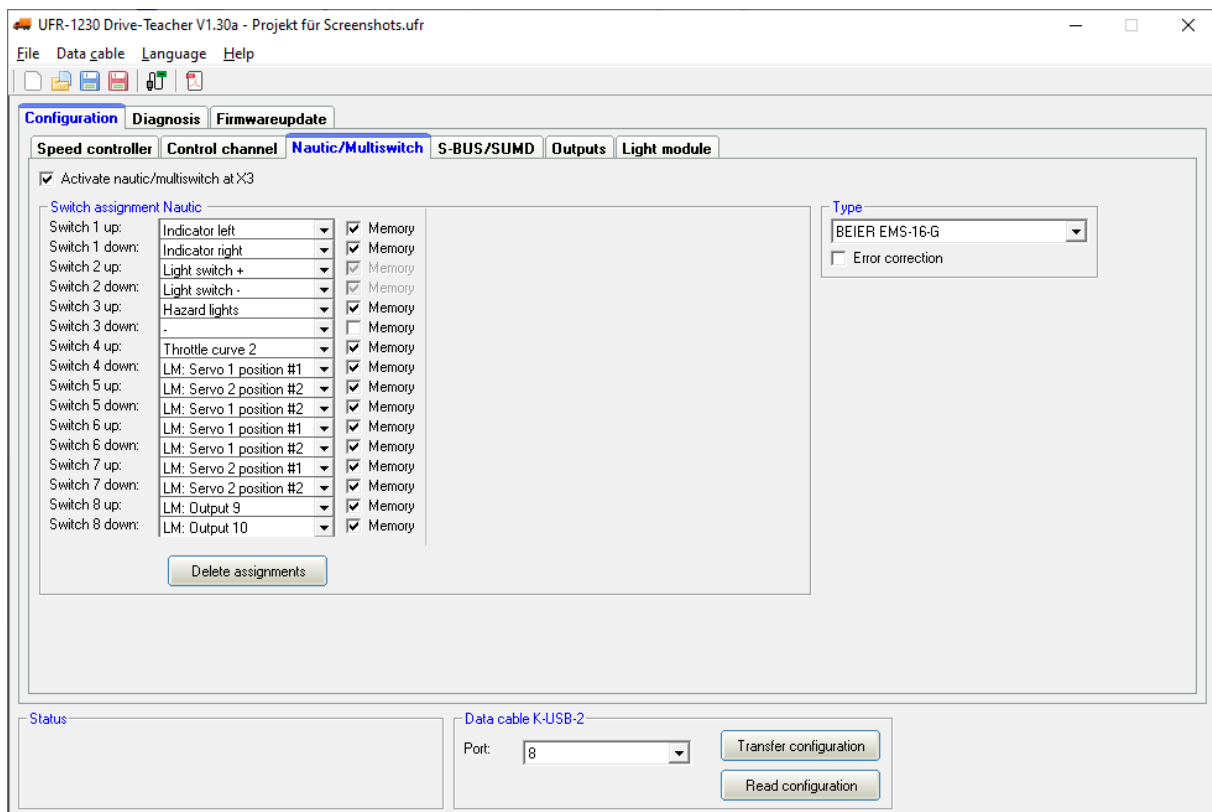 UFR-1230 Drive-Teacher V1.30a - Projekt für Screenshots.ufr
File Data cable Language Help
Configuration Diagnosis Firmwareupdate
Speed controller Control channel Nautic/Multiswitch S-BUS/SUMD Outputs Light module
Activate nautic/multiswitch at X3
Switch assignment Nautic
Switch 1 up: Indicator left Memory
Switch 1 down: Indicator right Memory
Switch 2 up: Light switch + Memory
Switch 2 down: Light switch - Memory
Switch 3 up: Hazard lights Memory
Switch 3 down: - Memory
Switch 4 up: Throttle curve 2 Memory
Switch 4 down: LM: Servo 1 position #1 Memory
Switch 5 up: LM: Servo 2 position #2 Memory
Switch 5 down: LM: Servo 1 position #2 Memory
Switch 6 up: LM: Servo 1 position #1 Memory
Switch 6 down: LM: Servo 1 position #2 Memory
Switch 7 up: LM: Servo 2 position #1 Memory
Switch 7 down: LM: Servo 2 position #2 Memory
Switch 8 up: LM: Output 9 Memory
Switch 8 down: LM: Output 10 Memory
Delete assignments
Type
BEIER EMS-16-G
Error correction
Status
Data cable K-USB-2
Port: 8
Transfer configuration
Read configuration